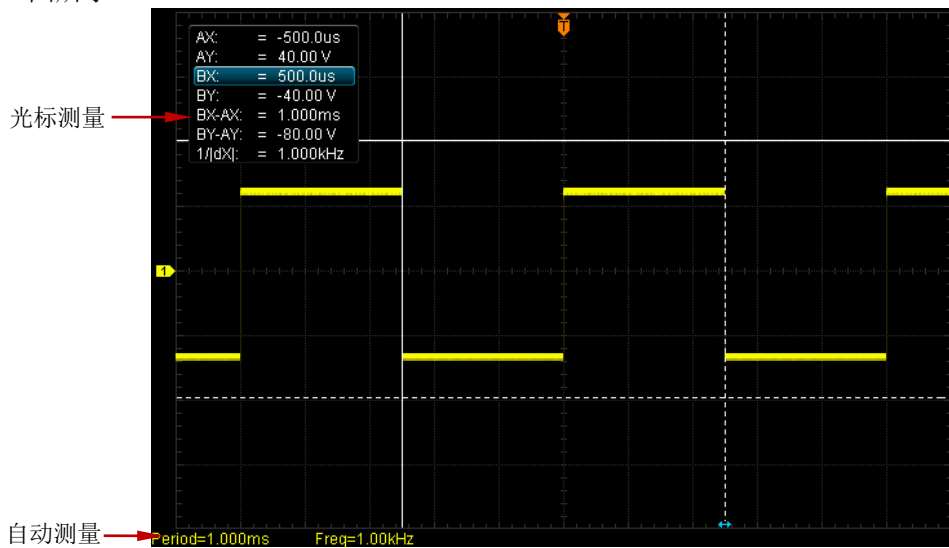 T
AX: = -500.0us
AY: = 40.00 V
BX: = 500.0us
BY: = -40.00 V
光标测量
BX-AX: = 1.000ms
BY-AY: = -80.00 V
1/|dX|: = 1.000kHz
1
自动测量
Period=1.000ms Freq=1.00kHz